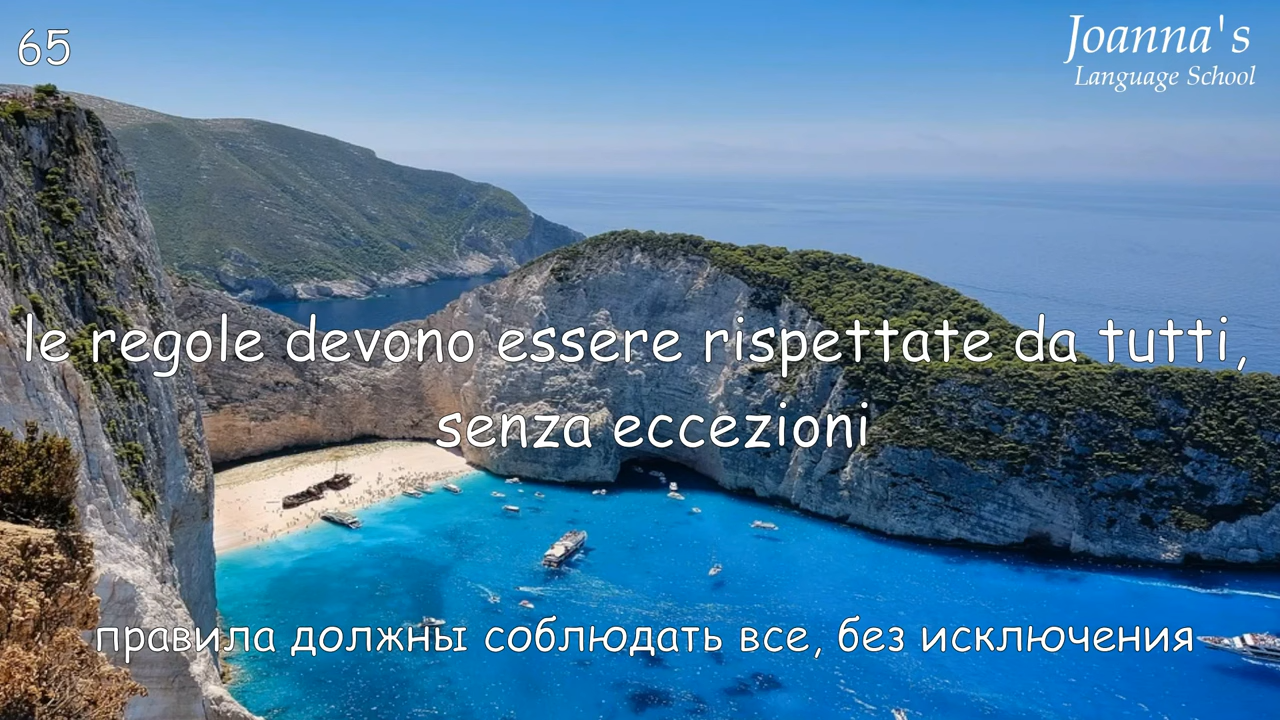 65
Joanna's
Language School
le regole devono essere rispettate da tutti,
senza eccezioni
правила должны соблюдать все, без исключения